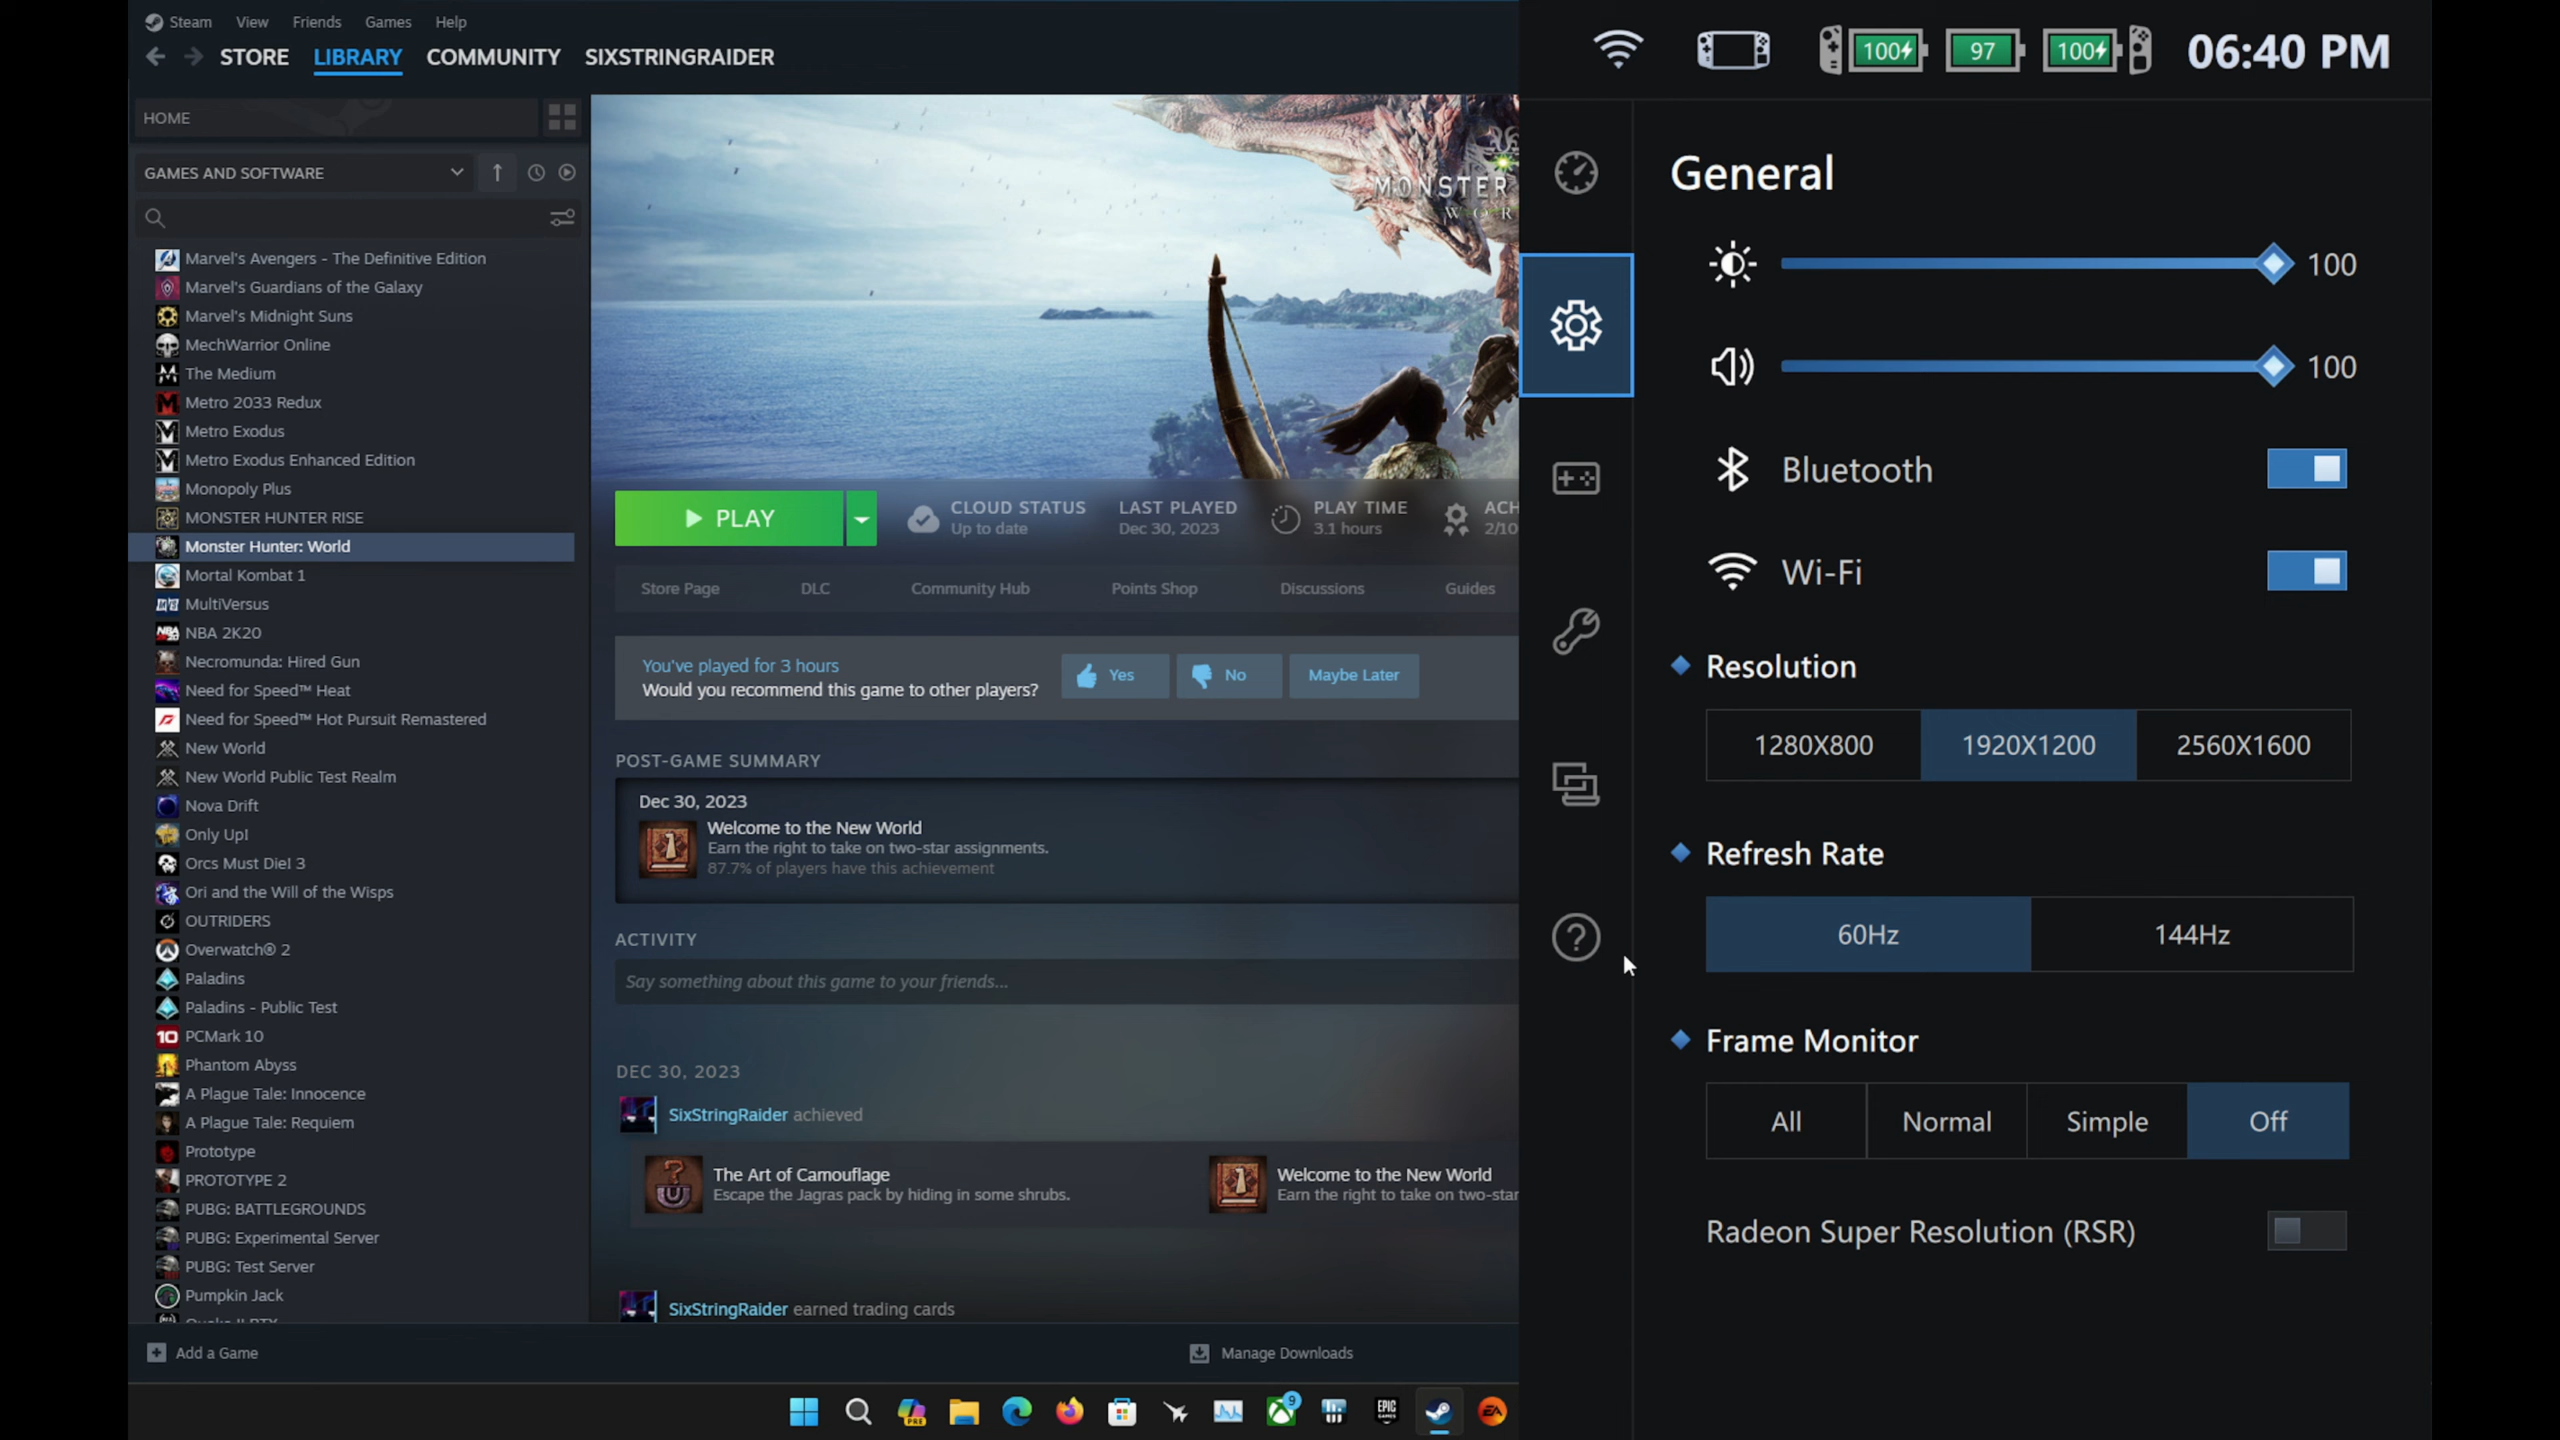 Steam View Friends Games Help
STORE LIBRARY COMMUNITY SIXSTRINGRAIDER
HOME
GAMES AND SOFTWARE
Marvel's Avengers - The Definitive Edition
Marvel's Guardians of the Galaxy
Marvel's Midnight Suns
MechWarrior Online
The Medium
Metro 2033 Redux
Metro Exodus
Metro Exodus Enhanced Edition
Monopoly Plus
MONSTER HUNTER RISE
Monster Hunter: World
Mortal Kombat 1
MultiVersus
NBA 2K20
Necromunda: Hired Gun
Need for Speed™ Heat
Need for Speed™ Hot Pursuit Remastered
New World
New World Public Test Realm
Nova Drift
Only Up!
Orcs Must Die! 3
Ori and the Will of the Wisps
OUTRIDERS
Overwatch® 2
Paladins
Paladins - Public Test
PCMark 10
Phantom Abyss
A Plague Tale: Innocence
A Plague Tale: Requiem
Prototype
PROTOTYPE 2
PUBG: BATTLEGROUNDS
PUBG: Experimental Server
PUBG: Test Server
Pumpkin Jack
Add a Game
MONSTER
WOR
PLAY
CLOUD STATUS
Up to date
LAST PLAYED
Dec 30, 2023
PLAY TIME
3.1 hours
ACH
2/10
Store Page DLC Community Hub Points Shop Discussions Guides
You've played for 3 hours
Would you recommend this game to other players?
Yes No Maybe Later
POST-GAME SUMMARY
Dec 30, 2023
Welcome to the New World
Earn the right to take on two-star assignments.
87.7% of players have this achievement
ACTIVITY
Say something about this game to your friends...
DEC 30, 2023
SixStringRaider achieved
The Art of Camouflage
Escape the Jagras pack by hiding in some shrubs.
Welcome to the New World
Earn the right to take on two-star
SixStringRaider earned trading cards
Manage Downloads
PRE
9
EPIC
GAMES
EA
100 97 100 06:40 PM
General
100
100
Bluetooth
Wi-Fi
Resolution
1280X800 1920X1200 2560X1600
Refresh Rate
60Hz 144Hz
Frame Monitor
All Normal Simple Off
Radeon Super Resolution (RSR)